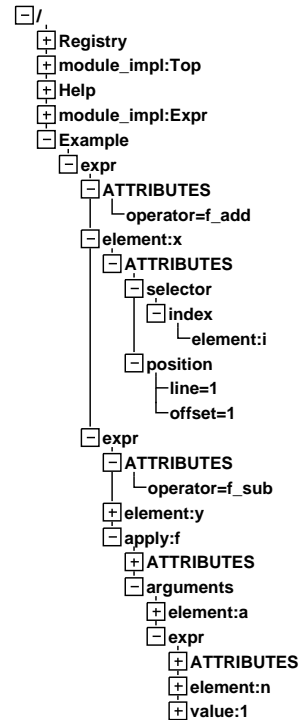 /
Registry
module_impl:Top
Help
module_impl:Expr
Example
expr
ATTRIBUTES
operator=f_add
element:x
ATTRIBUTES
selector
index
element:i
position
line=1
offset=1
expr
ATTRIBUTES
operator=f_sub
element:y
apply:f
ATTRIBUTES
arguments
element:a
expr
ATTRIBUTES
element:n
value:1